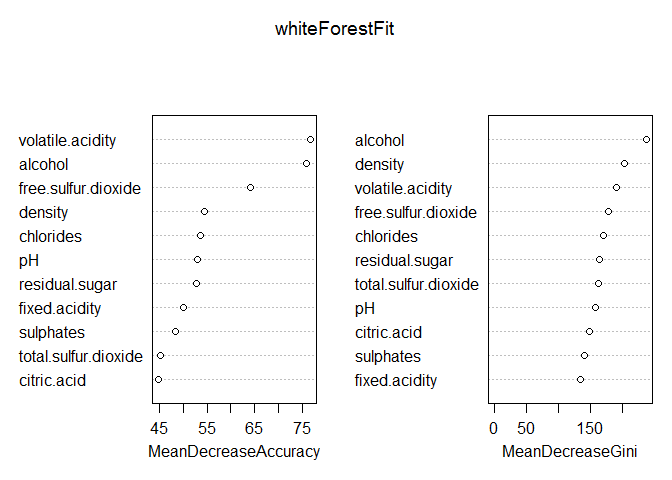 whiteForestFit
volatile.acidity
alcohol
free.sulfur.dioxide
density
chlorides
pH
residual.sugar
fixed.acidity
sulphates
total.sulfur.dioxide
citric.acid
45 55 65 75
MeanDecreaseAccuracy
alcohol
density
volatile.acidity
free.sulfur.dioxide
chlorides
residual.sugar
total.sulfur.dioxide
pH
citric.acid
sulphates
fixed.acidity
0 50 150
MeanDecreaseGini